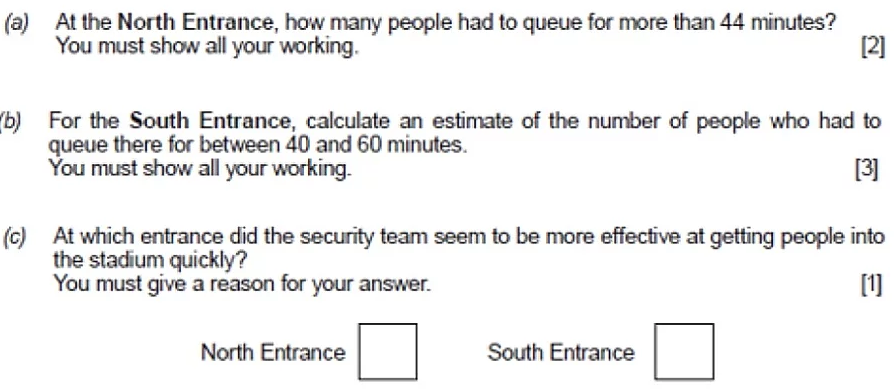 (a) At the North Entrance, how many people had to queue for more than 44 minutes?
You must show all your working. [2]
(b) For the South Entrance, calculate an estimate of the number of people who had to
queue there for between 40 and 60 minutes.
You must show all your working. [3]
(c) At which entrance did the security team seem to be more effective at getting people into
the stadium quickly?
You must give a reason for your answer. [1]
North Entrance South Entrance